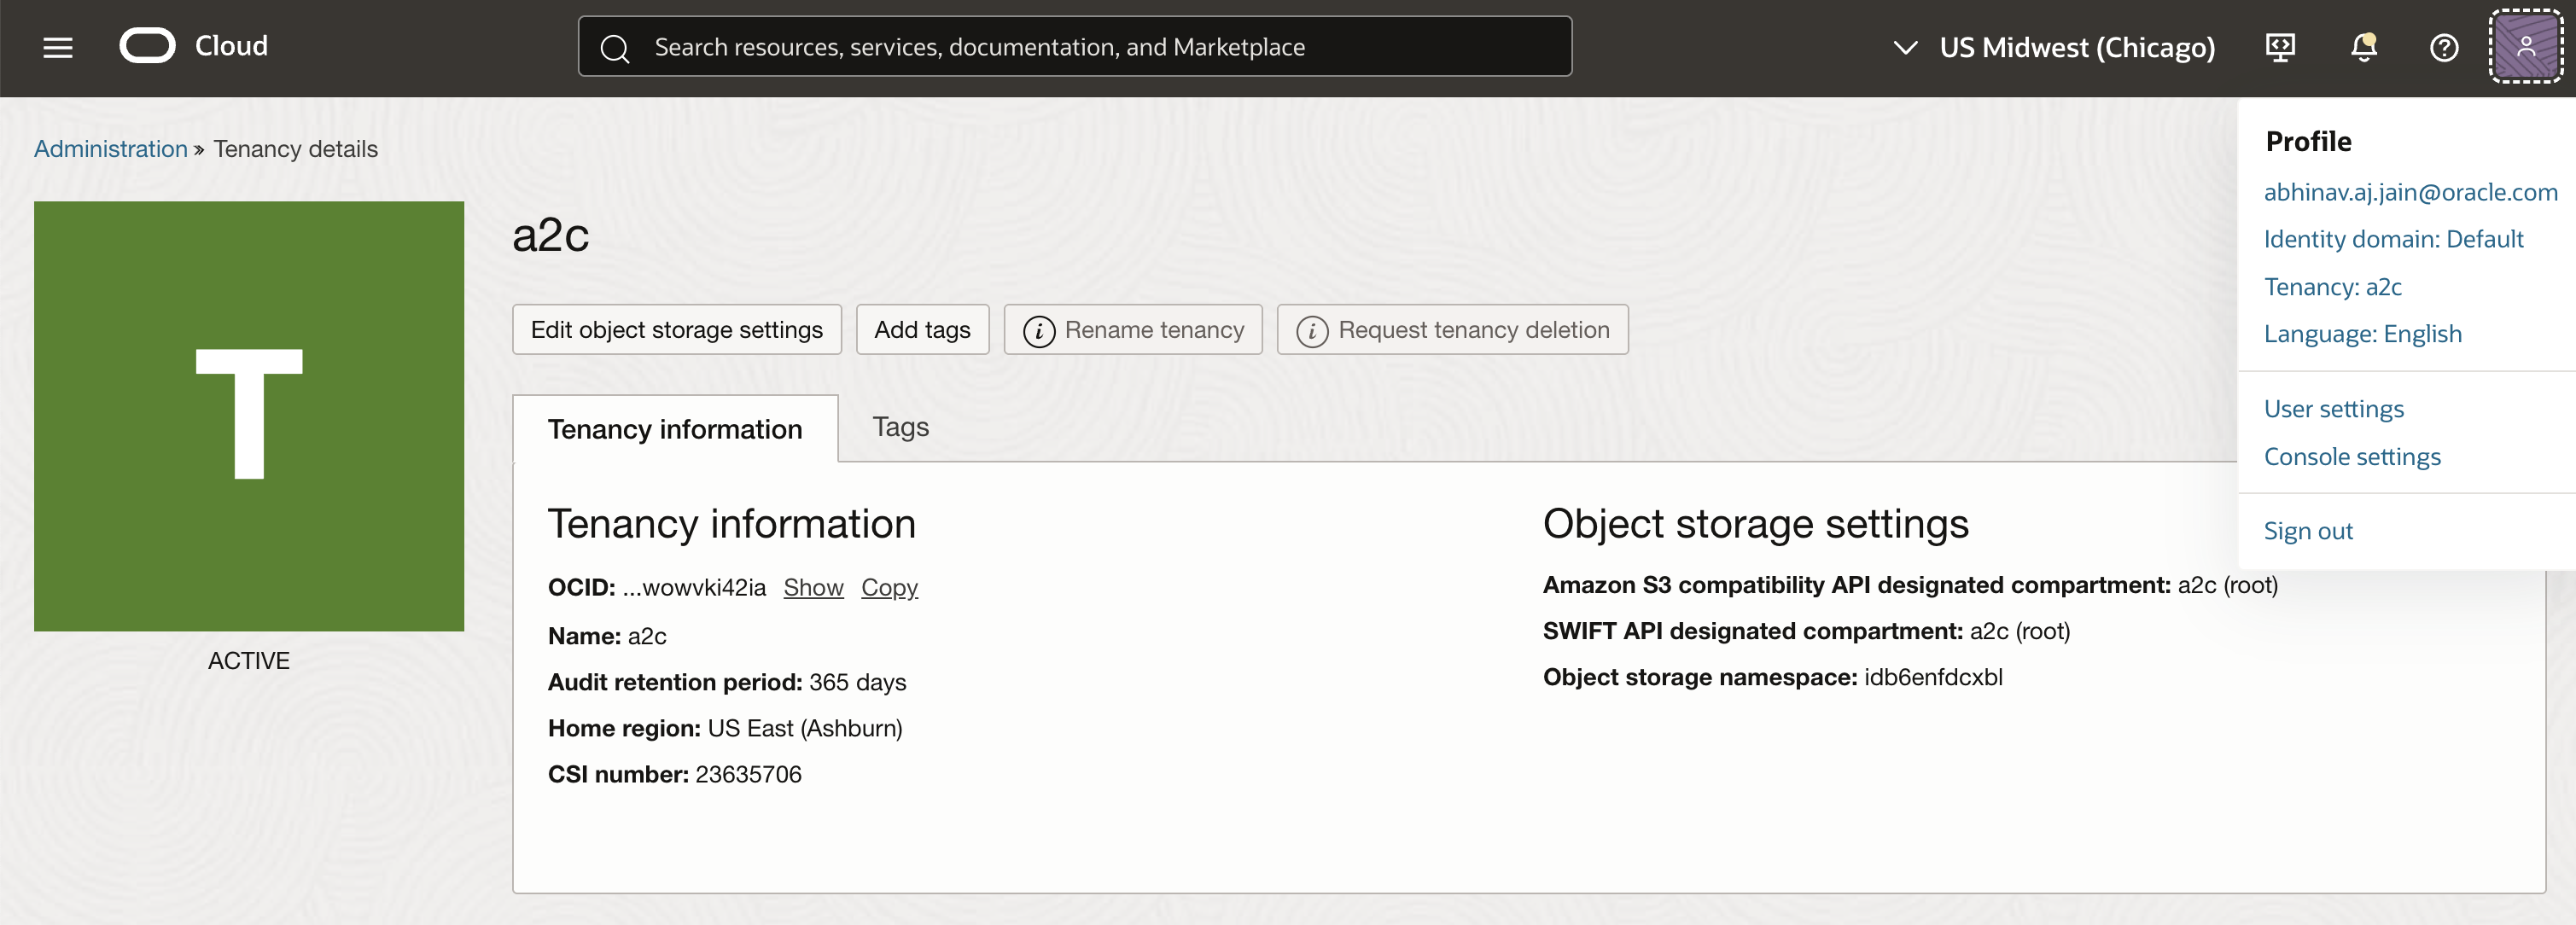 Cloud
Search resources, services, documentation, and Marketplace
US Midwest (Chicago)
Administration » Tenancy details
T
ACTIVE
a2c
Edit object storage settings
Add tags
i Rename tenancy
i Request tenancy deletion
Tenancy information
Tags
Tenancy information
OCID: ...wowvki42ia Show Copy
Name: a2c
Audit retention period: 365 days
Home region: US East (Ashburn)
CSI number: 23635706
Object storage settings
Amazon S3 compatibility API designated compartment: a2c (root)
SWIFT API designated compartment: a2c (root)
Object storage namespace: idb6enfdcxbl
Profile
abhinav.aj.jain@oracle.com
Identity domain: Default
Tenancy: a2c
Language: English
User settings
Console settings
Sign out